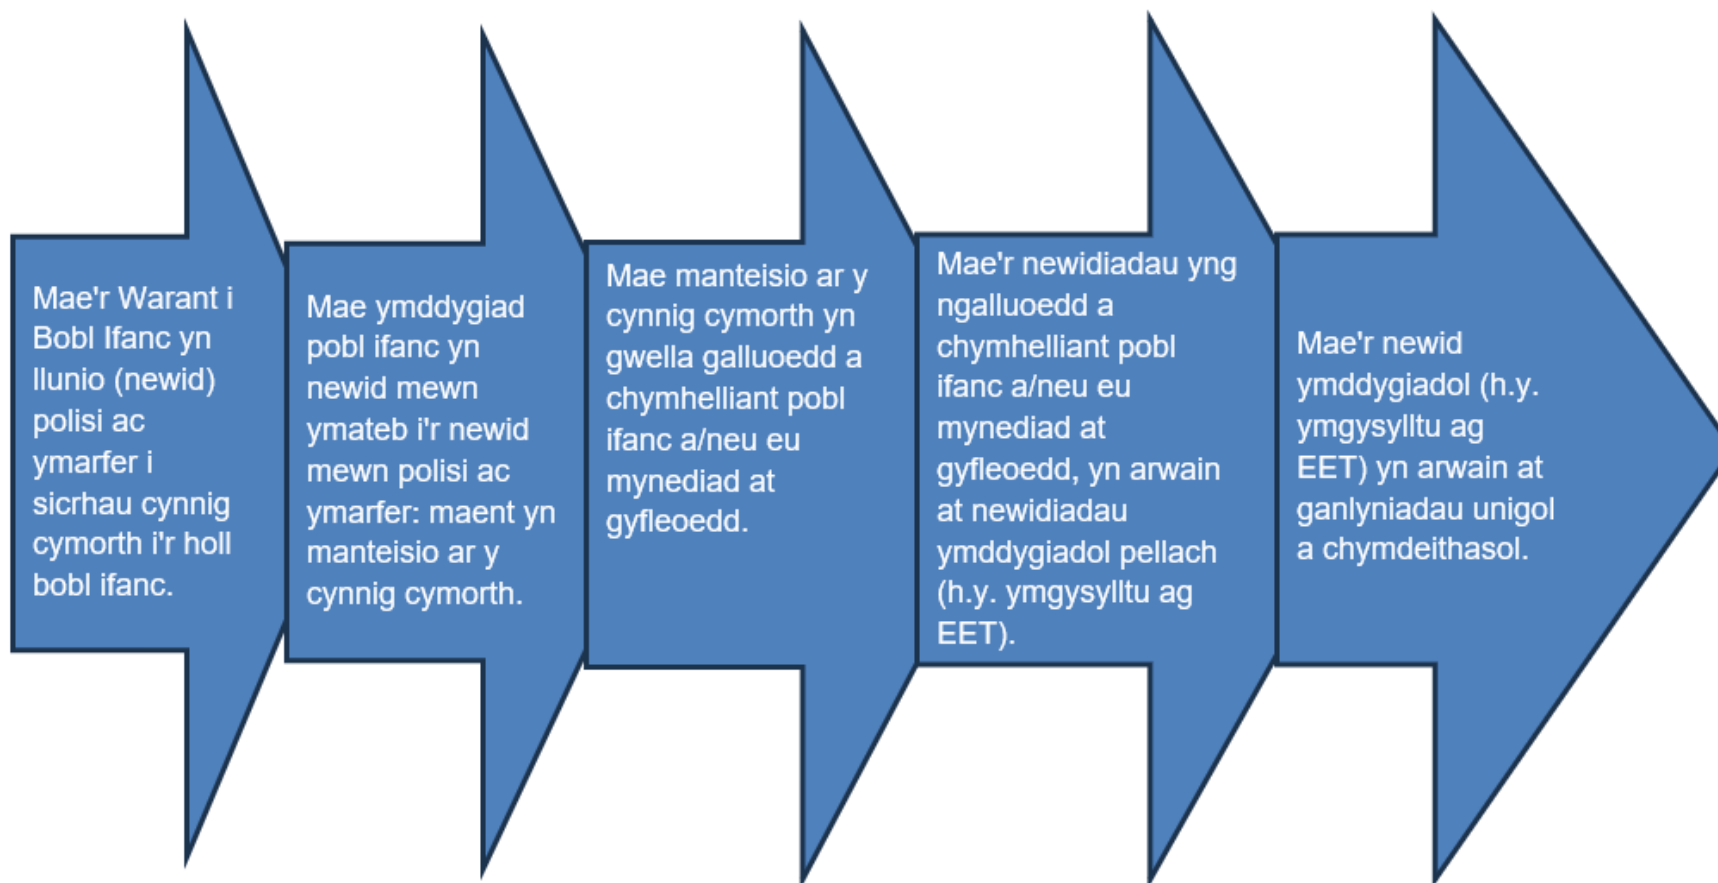 Mae'r Warant i
Bobl Ifanc yn
llunio (newid)
polisi ac
ymarfer i
sicrhau cynnig
cymorth i'r holl
bobl ifanc.
Mae ymddygiad
pobl ifanc yn
newid mewn
ymateb i'r newid
mewn polisi ac
ymarfer: maent yn
manteisio ar y
cynnig cymorth.
Mae manteisio ar y
cynnig cymorth yn
gwella galluoedd a
chymhelliant pobl
ifanc a/neu eu
mynediad at
gyfleoedd.
Mae'r newidiadau yng
ngalluoedd a
chymhelliant pobl
ifanc a/neu eu
mynediad at
gyfleoedd, yn arwain
at newidiadau
ymddygiadol pellach
(h.y. ymgysylltu ag
EET).
Mae'r newid
ymddygiadol (h.y.
ymgysylltu ag
EET) yn arwain at
ganlyniadau unigol
a chymdeithasol.